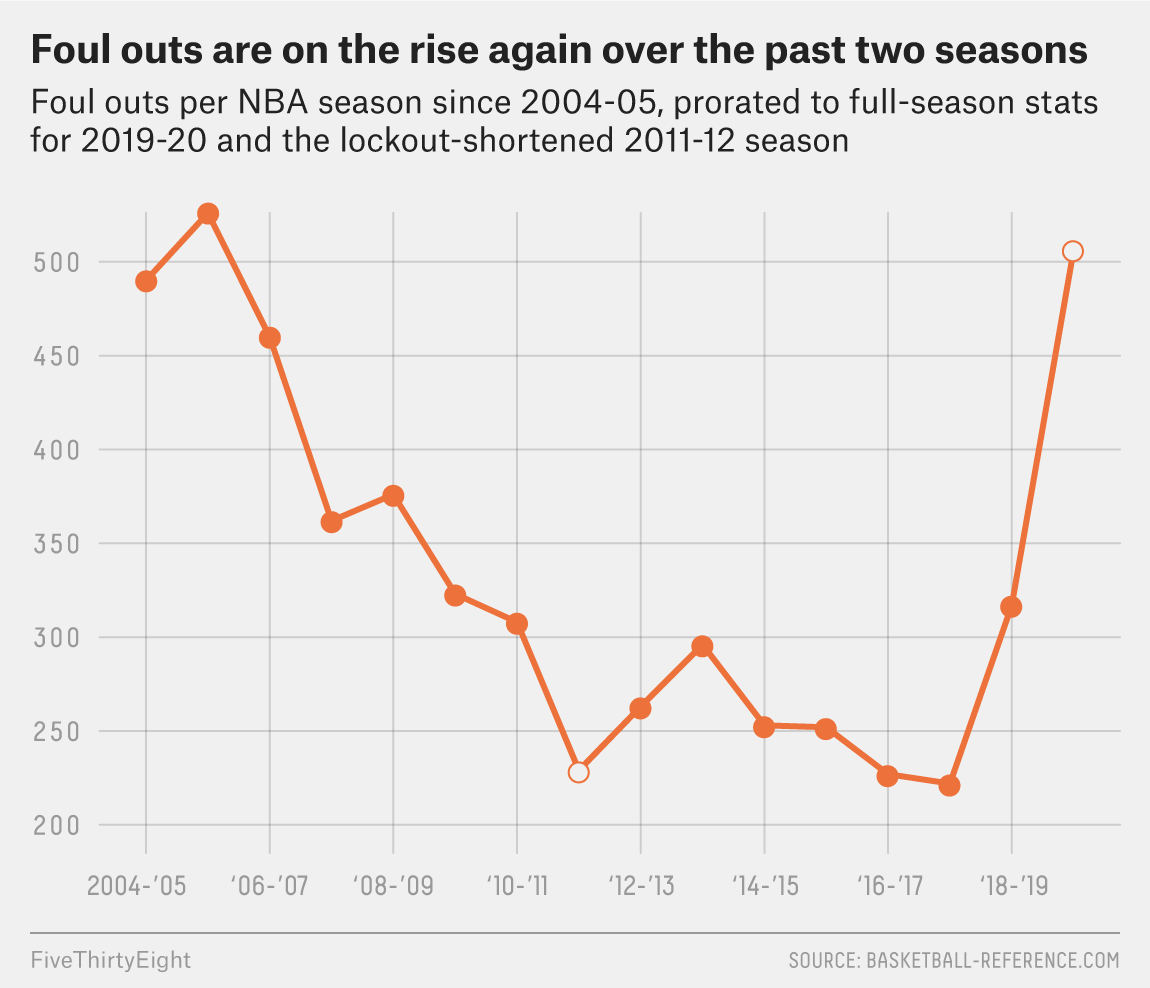 Foul outs are on the rise again over the past two seasons
Foul outs per NBA season since 2004-05, prorated to full-season stats
for 2019-20 and the lockout-shortened 2011-12 season
500
450
400
350
300
250
200
2004-’05 ‘06-’07 ‘08-’09 ‘10-’11 ‘12-’13 ‘14-’15 ‘16-’17 ‘18-’19
FiveThirtyEight SOURCE: BASKETBALL-REFERENCE.COM